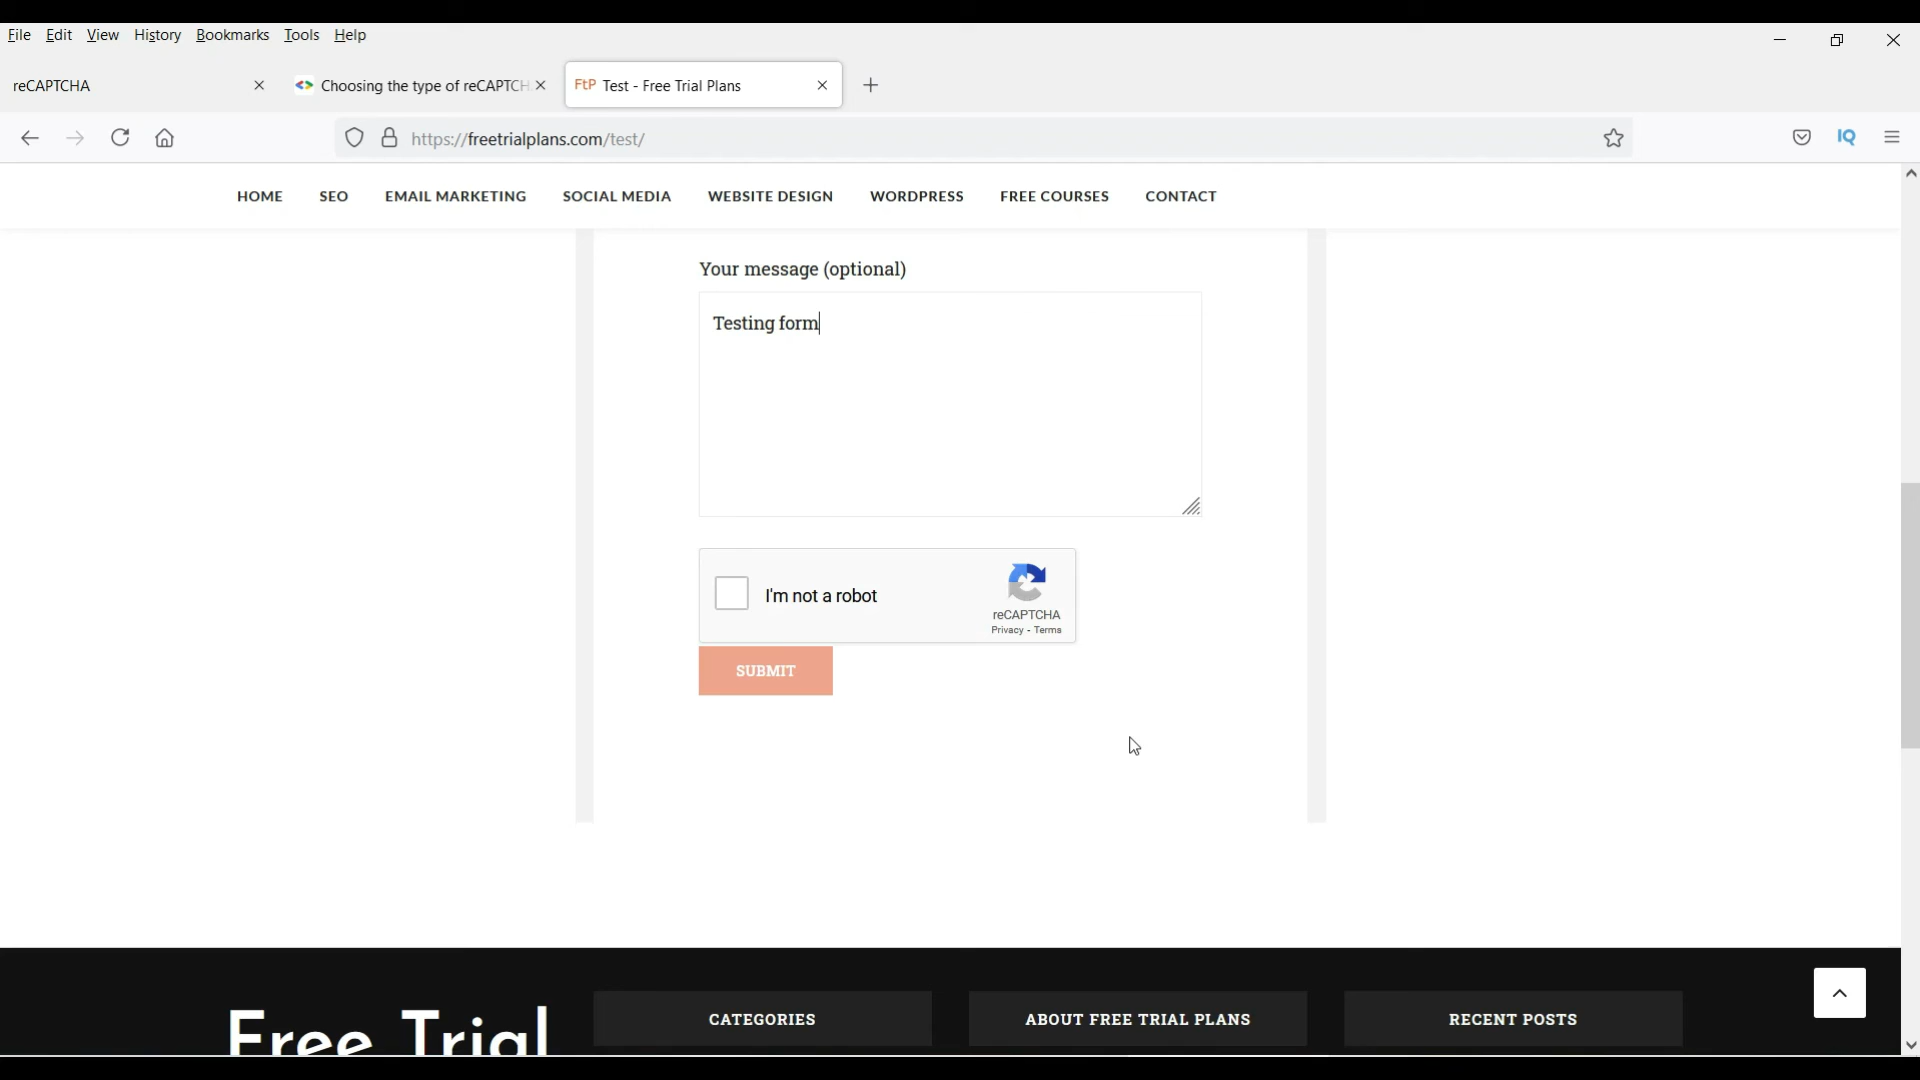 File Edit View History Bookmarks Tools Help
reCAPTCHA Choosing the type of reCAPTCH FtP Test - Free Trial Plans
https://freetrialplans.com/test/ IQ
HOME SEO EMAIL MARKETING SOCIAL MEDIA WEBSITE DESIGN WORDPRESS FREE COURSES CONTACT
Your message (optional)
Testing form
I'm not a robot
reCAPTCHA
Privacy - Terms
SUBMIT
Free Trial
CATEGORIES ABOUT FREE TRIAL PLANS RECENT POSTS